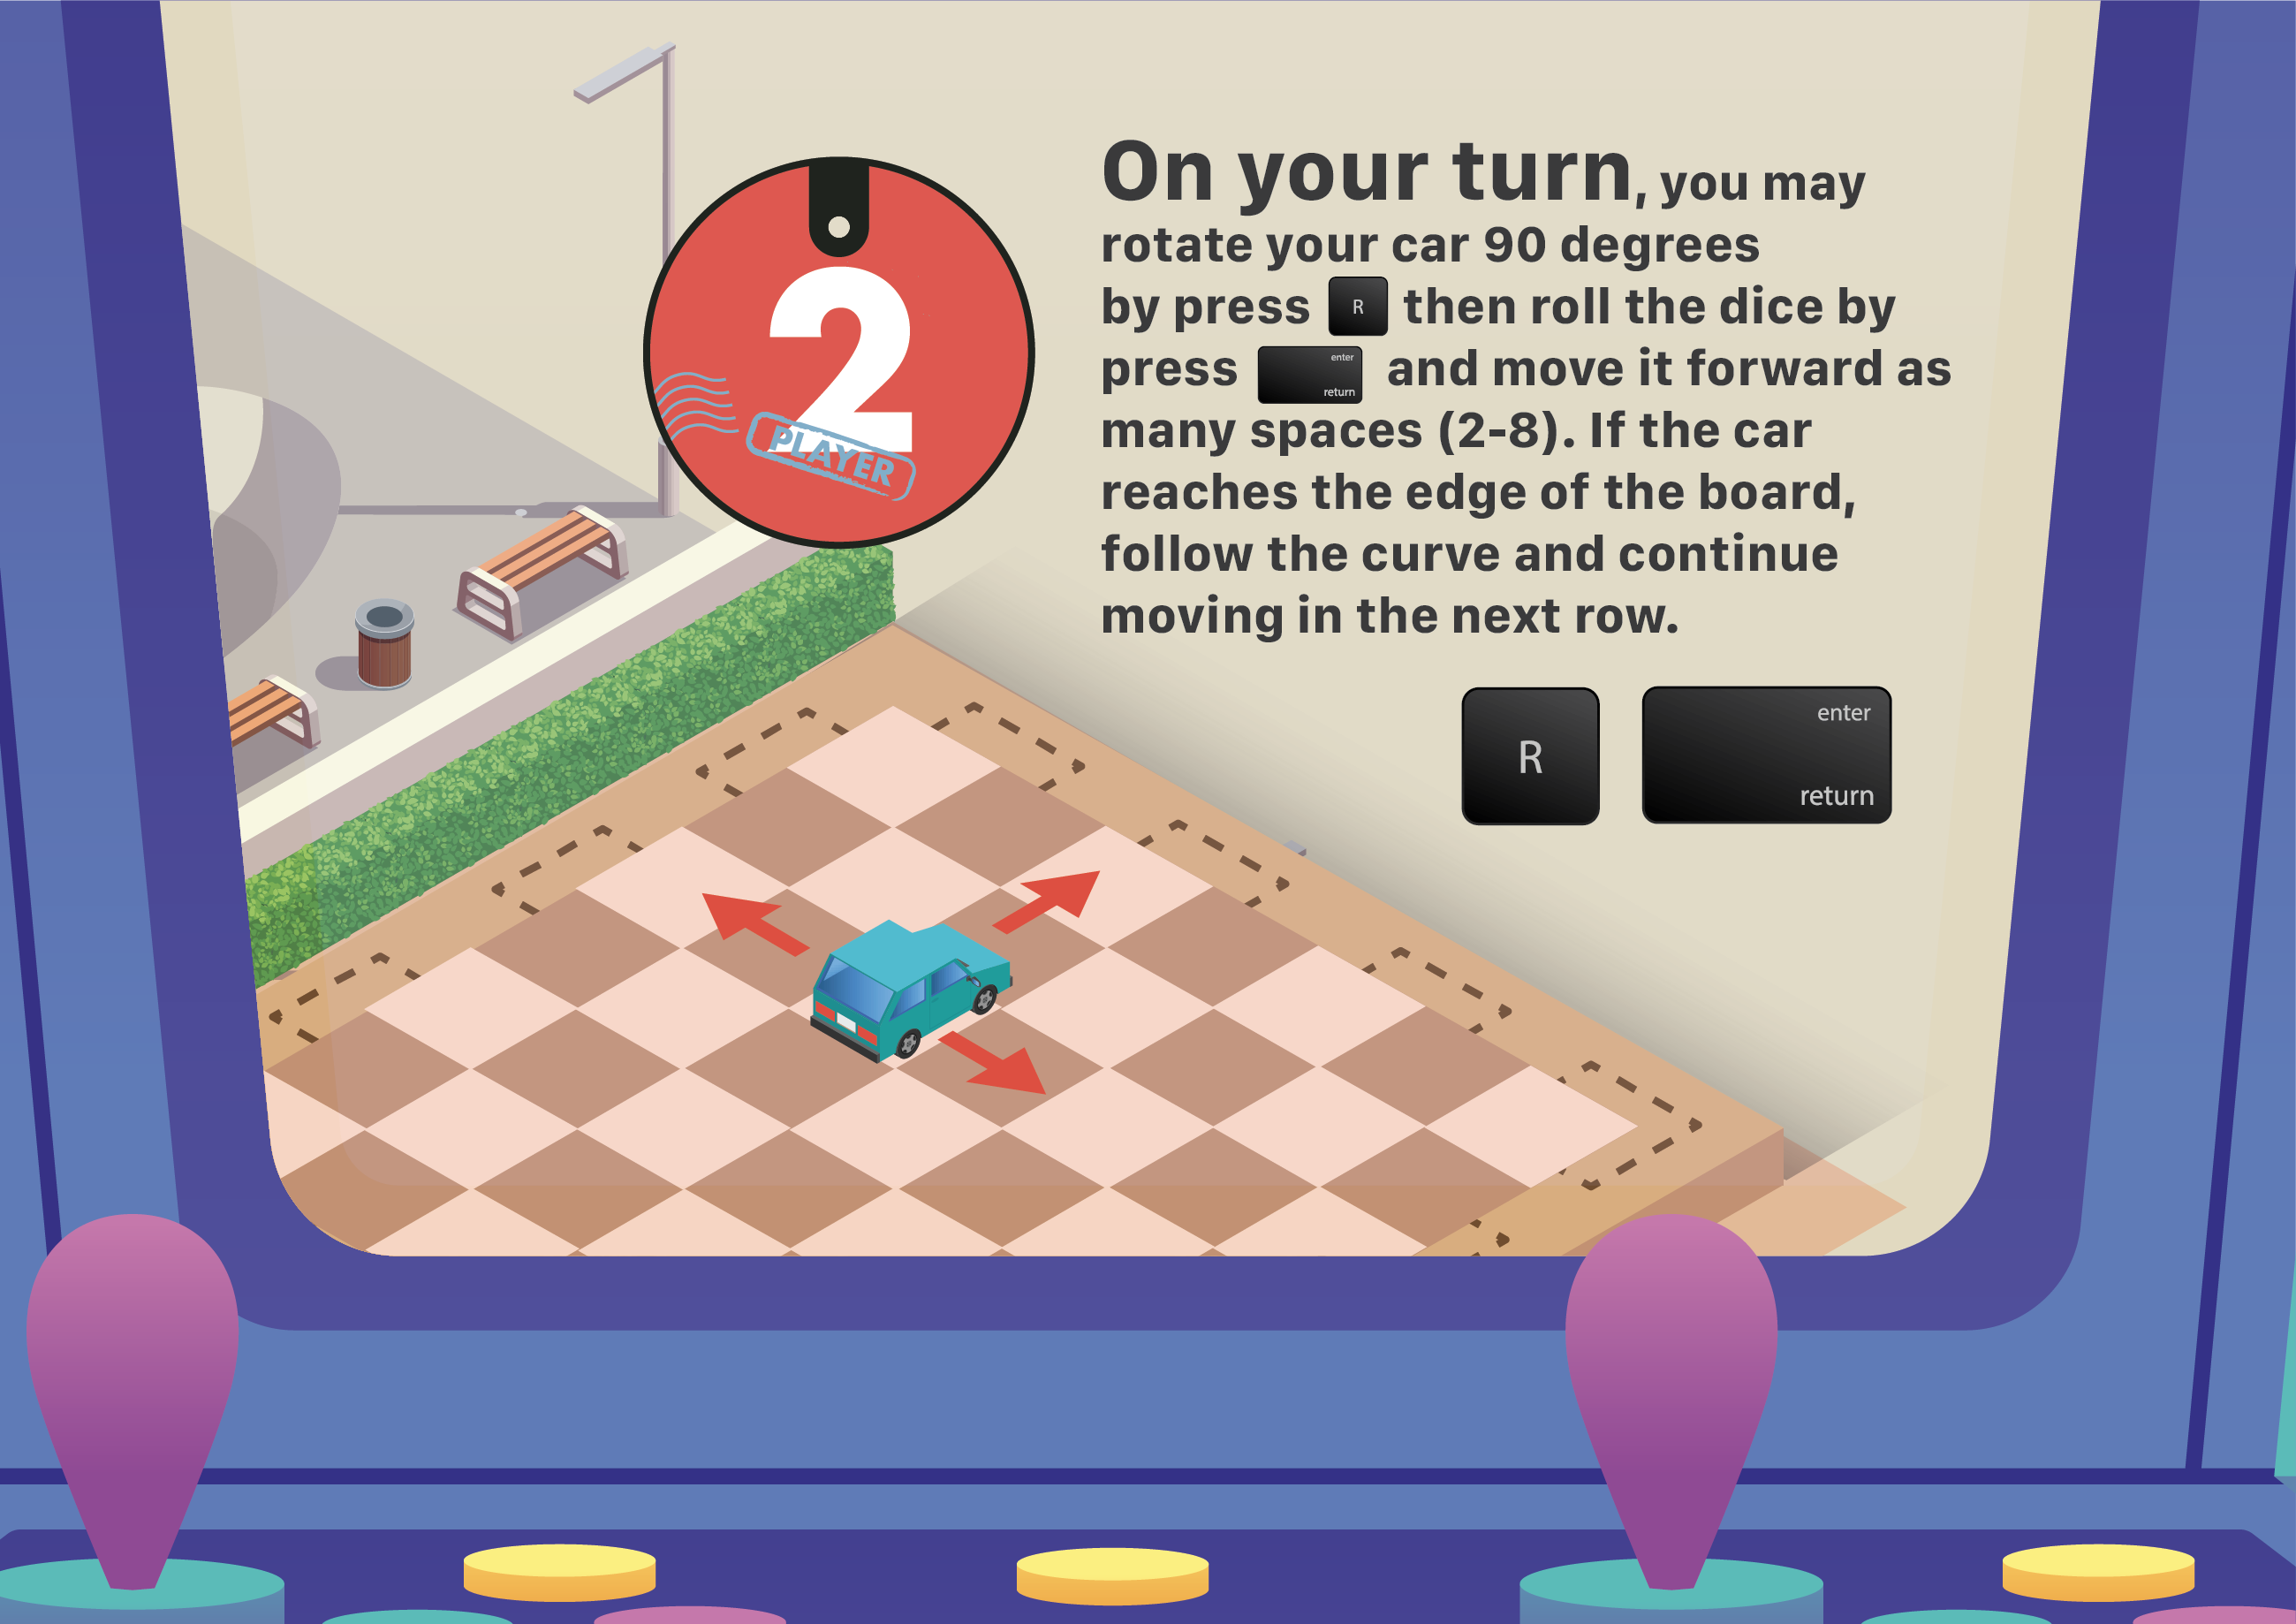 2
PLAYER
On your turn, you may
rotate your car 90 degrees
by press R then roll the dice by
press enter return and move it forward as
many spaces (2-8). If the car
reaches the edge of the board,
follow the curve and continue
moving in the next row.
R
enter
return